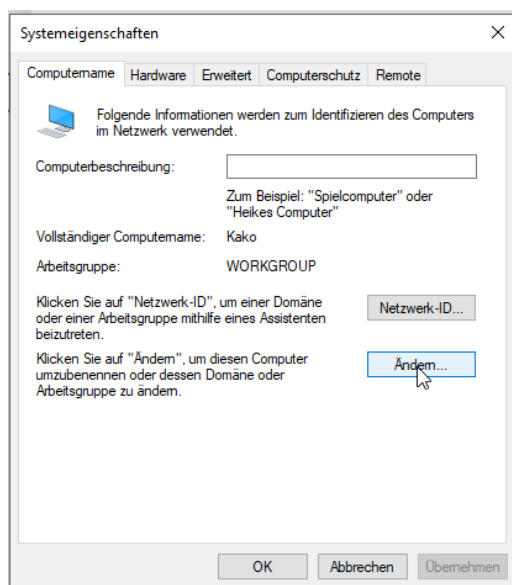 Systemeigenschaften
Computername Hardware Erweitert Computerschutz Remote
Folgende Informationen werden zum Identifizieren des Computers
im Netzwerk verwendet.
Computerbeschreibung:
Zum Beispiel: "Spielcomputer" oder
"Heikes Computer"
Vollständiger Computername: Kako
Arbeitsgruppe: WORKGROUP
Klicken Sie auf "Netzwerk-ID", um einer Domäne
oder einer Arbeitsgruppe mithilfe eines Assistenten
beizutreten.
Netzwerk-ID...
Klicken Sie auf "Ändern", um diesen Computer
umzubenennen oder dessen Domäne oder
Arbeitsgruppe zu ändern.
Ändern...
OK Abbrechen Übernehmen